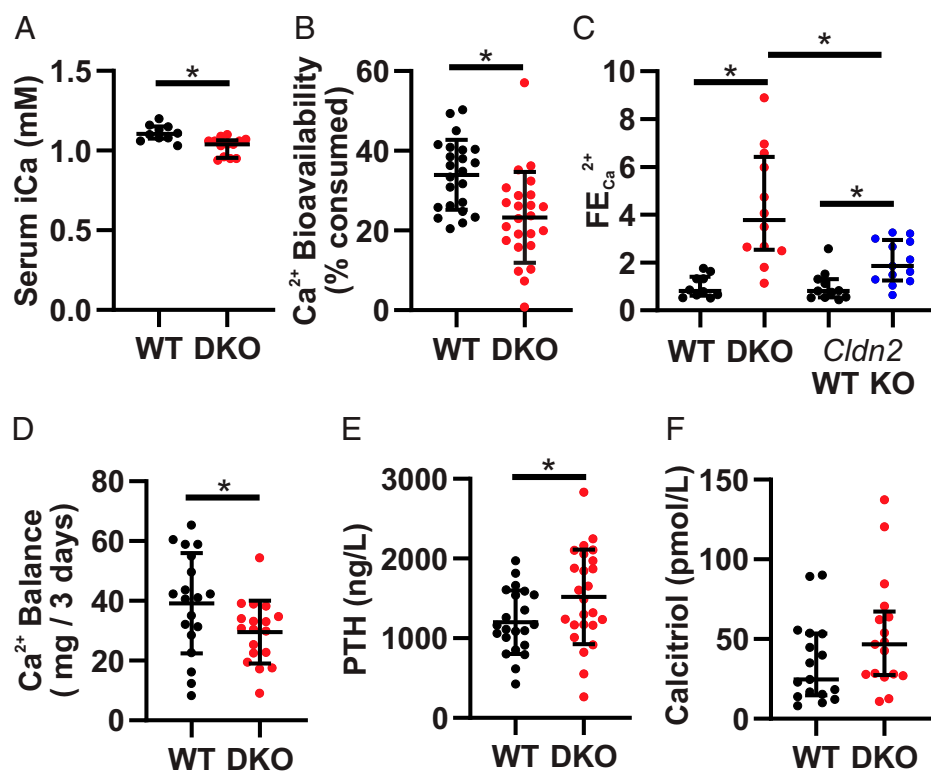 A
Serum iCa (mM)
1.5
1.0
0.5
0.0
*
WT DKO
B
Ca²⁺ Bioavailability
(% consumed)
60
40
20
0
*
WT DKO
C
FE_Ca²⁺
10
8
6
4
2
0
*
*
*
WT DKO
Cldn2
WT KO
D
Ca²⁺ Balance
( mg / 3 days)
80
60
40
20
0
*
WT DKO
E
PTH (ng/L)
3000
2000
1000
0
*
WT DKO
F
Calcitriol (pmol/L)
150
100
50
0
WT DKO